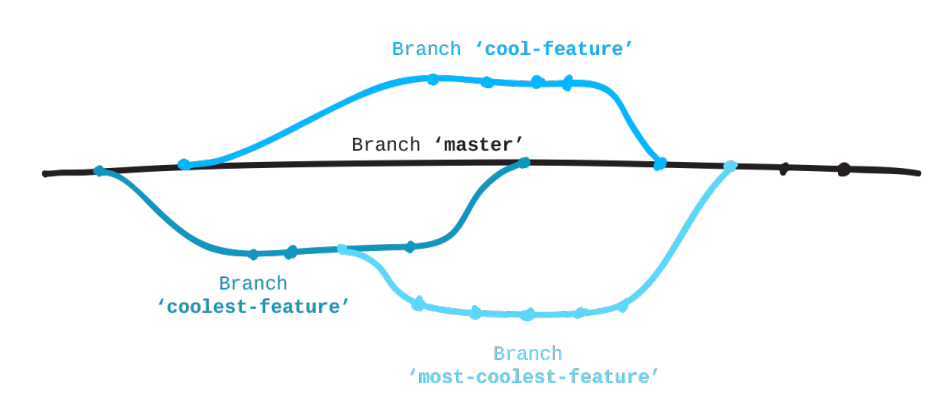 Branch ‘cool-feature’
Branch ‘master’
Branch
‘coolest-feature’
Branch
‘most-coolest-feature’